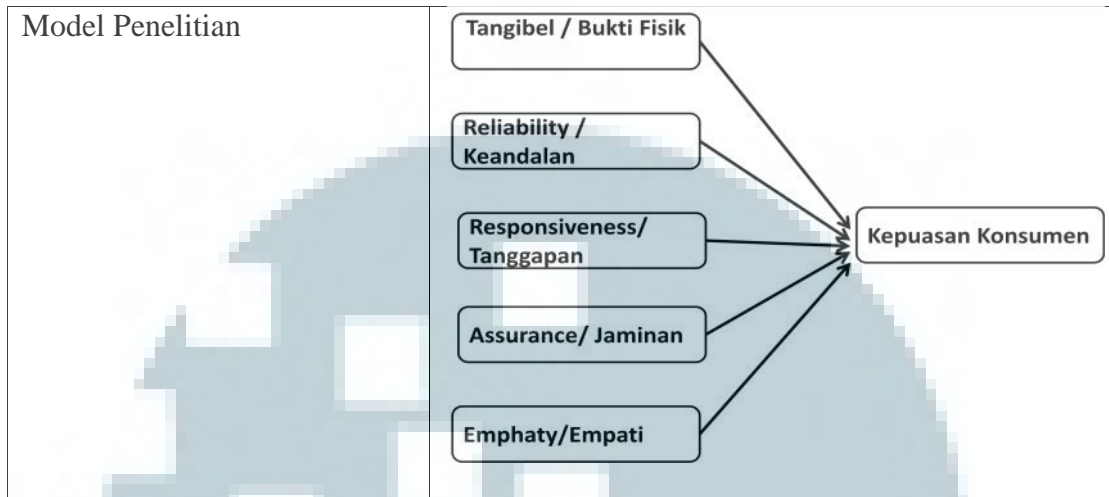 Model Penelitian
Tangibel / Bukti Fisik
Reliability /
Keandalan
Responsiveness/
Tanggapan
Assurance/ Jaminan
Emphaty/Empati
Kepuasan Konsumen